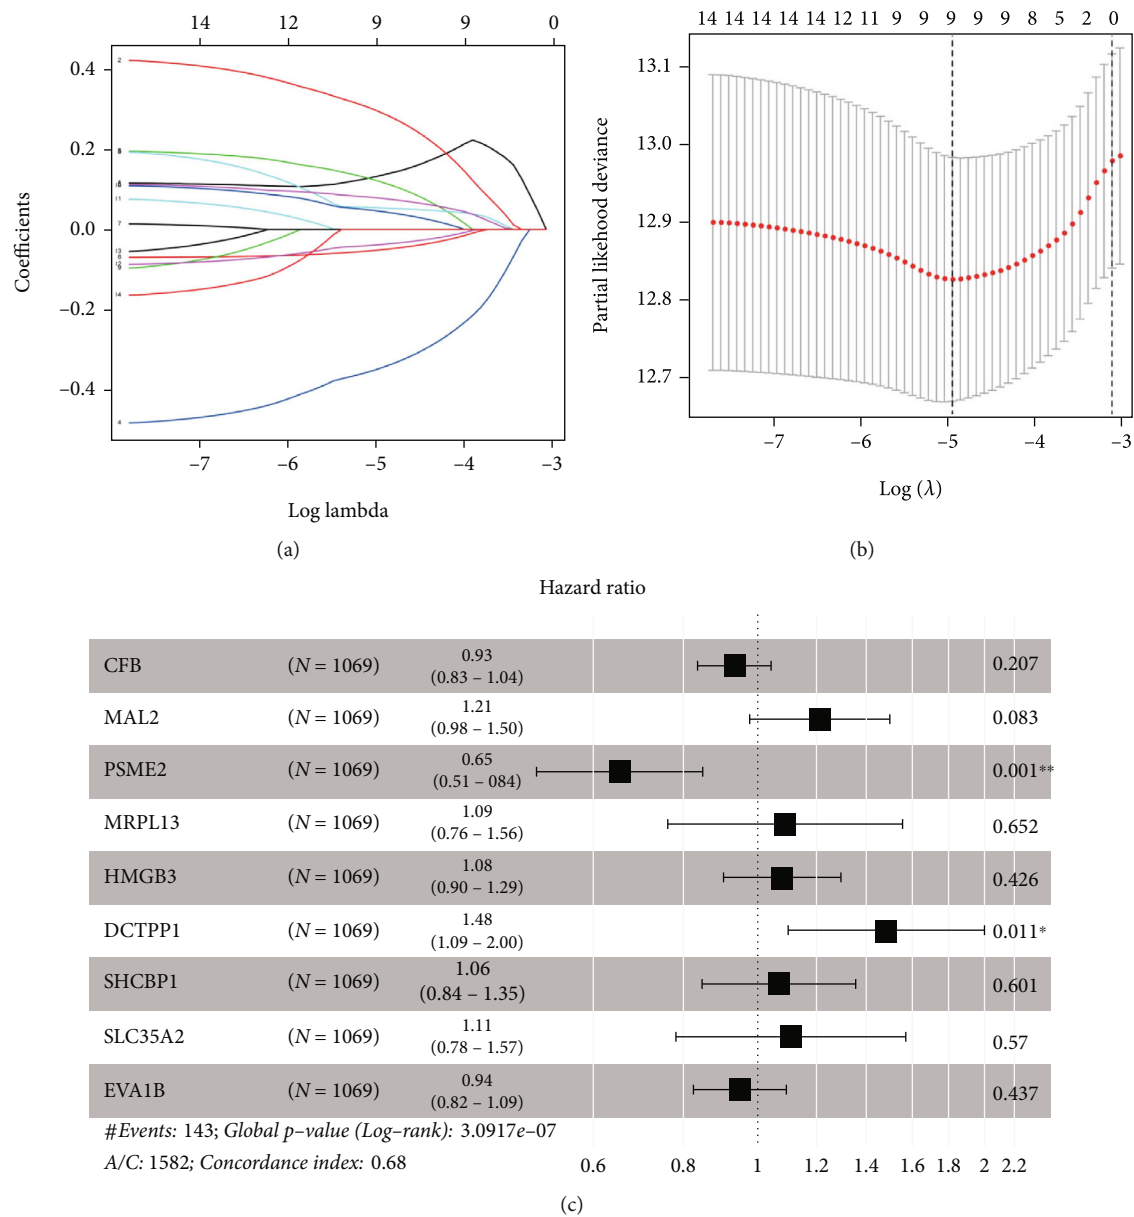 14 12 9 9 0
0.4
0.2
0.0
−0.2
−0.4
Coefficients
2
11
7
13
14
4
−7 −6 −5 −4 −3
Log lambda
(a)
14 14 14 14 14 12 11 9 9 9 9 9 8 5 2 0
13.1
13.0
12.9
12.8
12.7
Partial likehood deviance
−7 −6 −5 −4 −3
Log (λ)
(b)
Hazard ratio
CFB (N = 1069) 0.93 (0.83 – 1.04) 0.207
MAL2 (N = 1069) 1.21 (0.98 – 1.50) 0.083
PSME2 (N = 1069) 0.65 (0.51 – 084) 0.001**
MRPL13 (N = 1069) 1.09 (0.76 – 1.56) 0.652
HMGB3 (N = 1069) 1.08 (0.90 – 1.29) 0.426
DCTPP1 (N = 1069) 1.48 (1.09 – 2.00) 0.011*
SHCBP1 (N = 1069) 1.06 (0.84 – 1.35) 0.601
SLC35A2 (N = 1069) 1.11 (0.78 – 1.57) 0.57
EVA1B (N = 1069) 0.94 (0.82 – 1.09) 0.437
#Events: 143; Global p–value (Log–rank): 3.0917e–07
A/C: 1582; Concordance index: 0.68
0.6 0.8 1 1.2 1.4 1.6 1.8 2 2.2
(c)